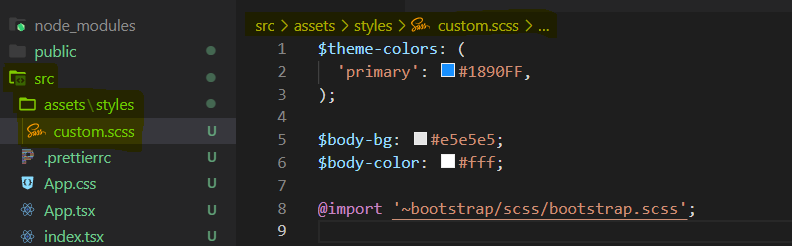 node_modules
public
src
assets\styles
custom.scss U
.prettierrc U
App.css U
App.tsx U
index.tsx U
src > assets > styles > custom.scss > ...
1 $theme-colors: (
2 'primary': #1890FF,
3 );
4
5 $body-bg: #e5e5e5;
6 $body-color: #fff;
7
8 @import '~bootstrap/scss/bootstrap.scss';
9